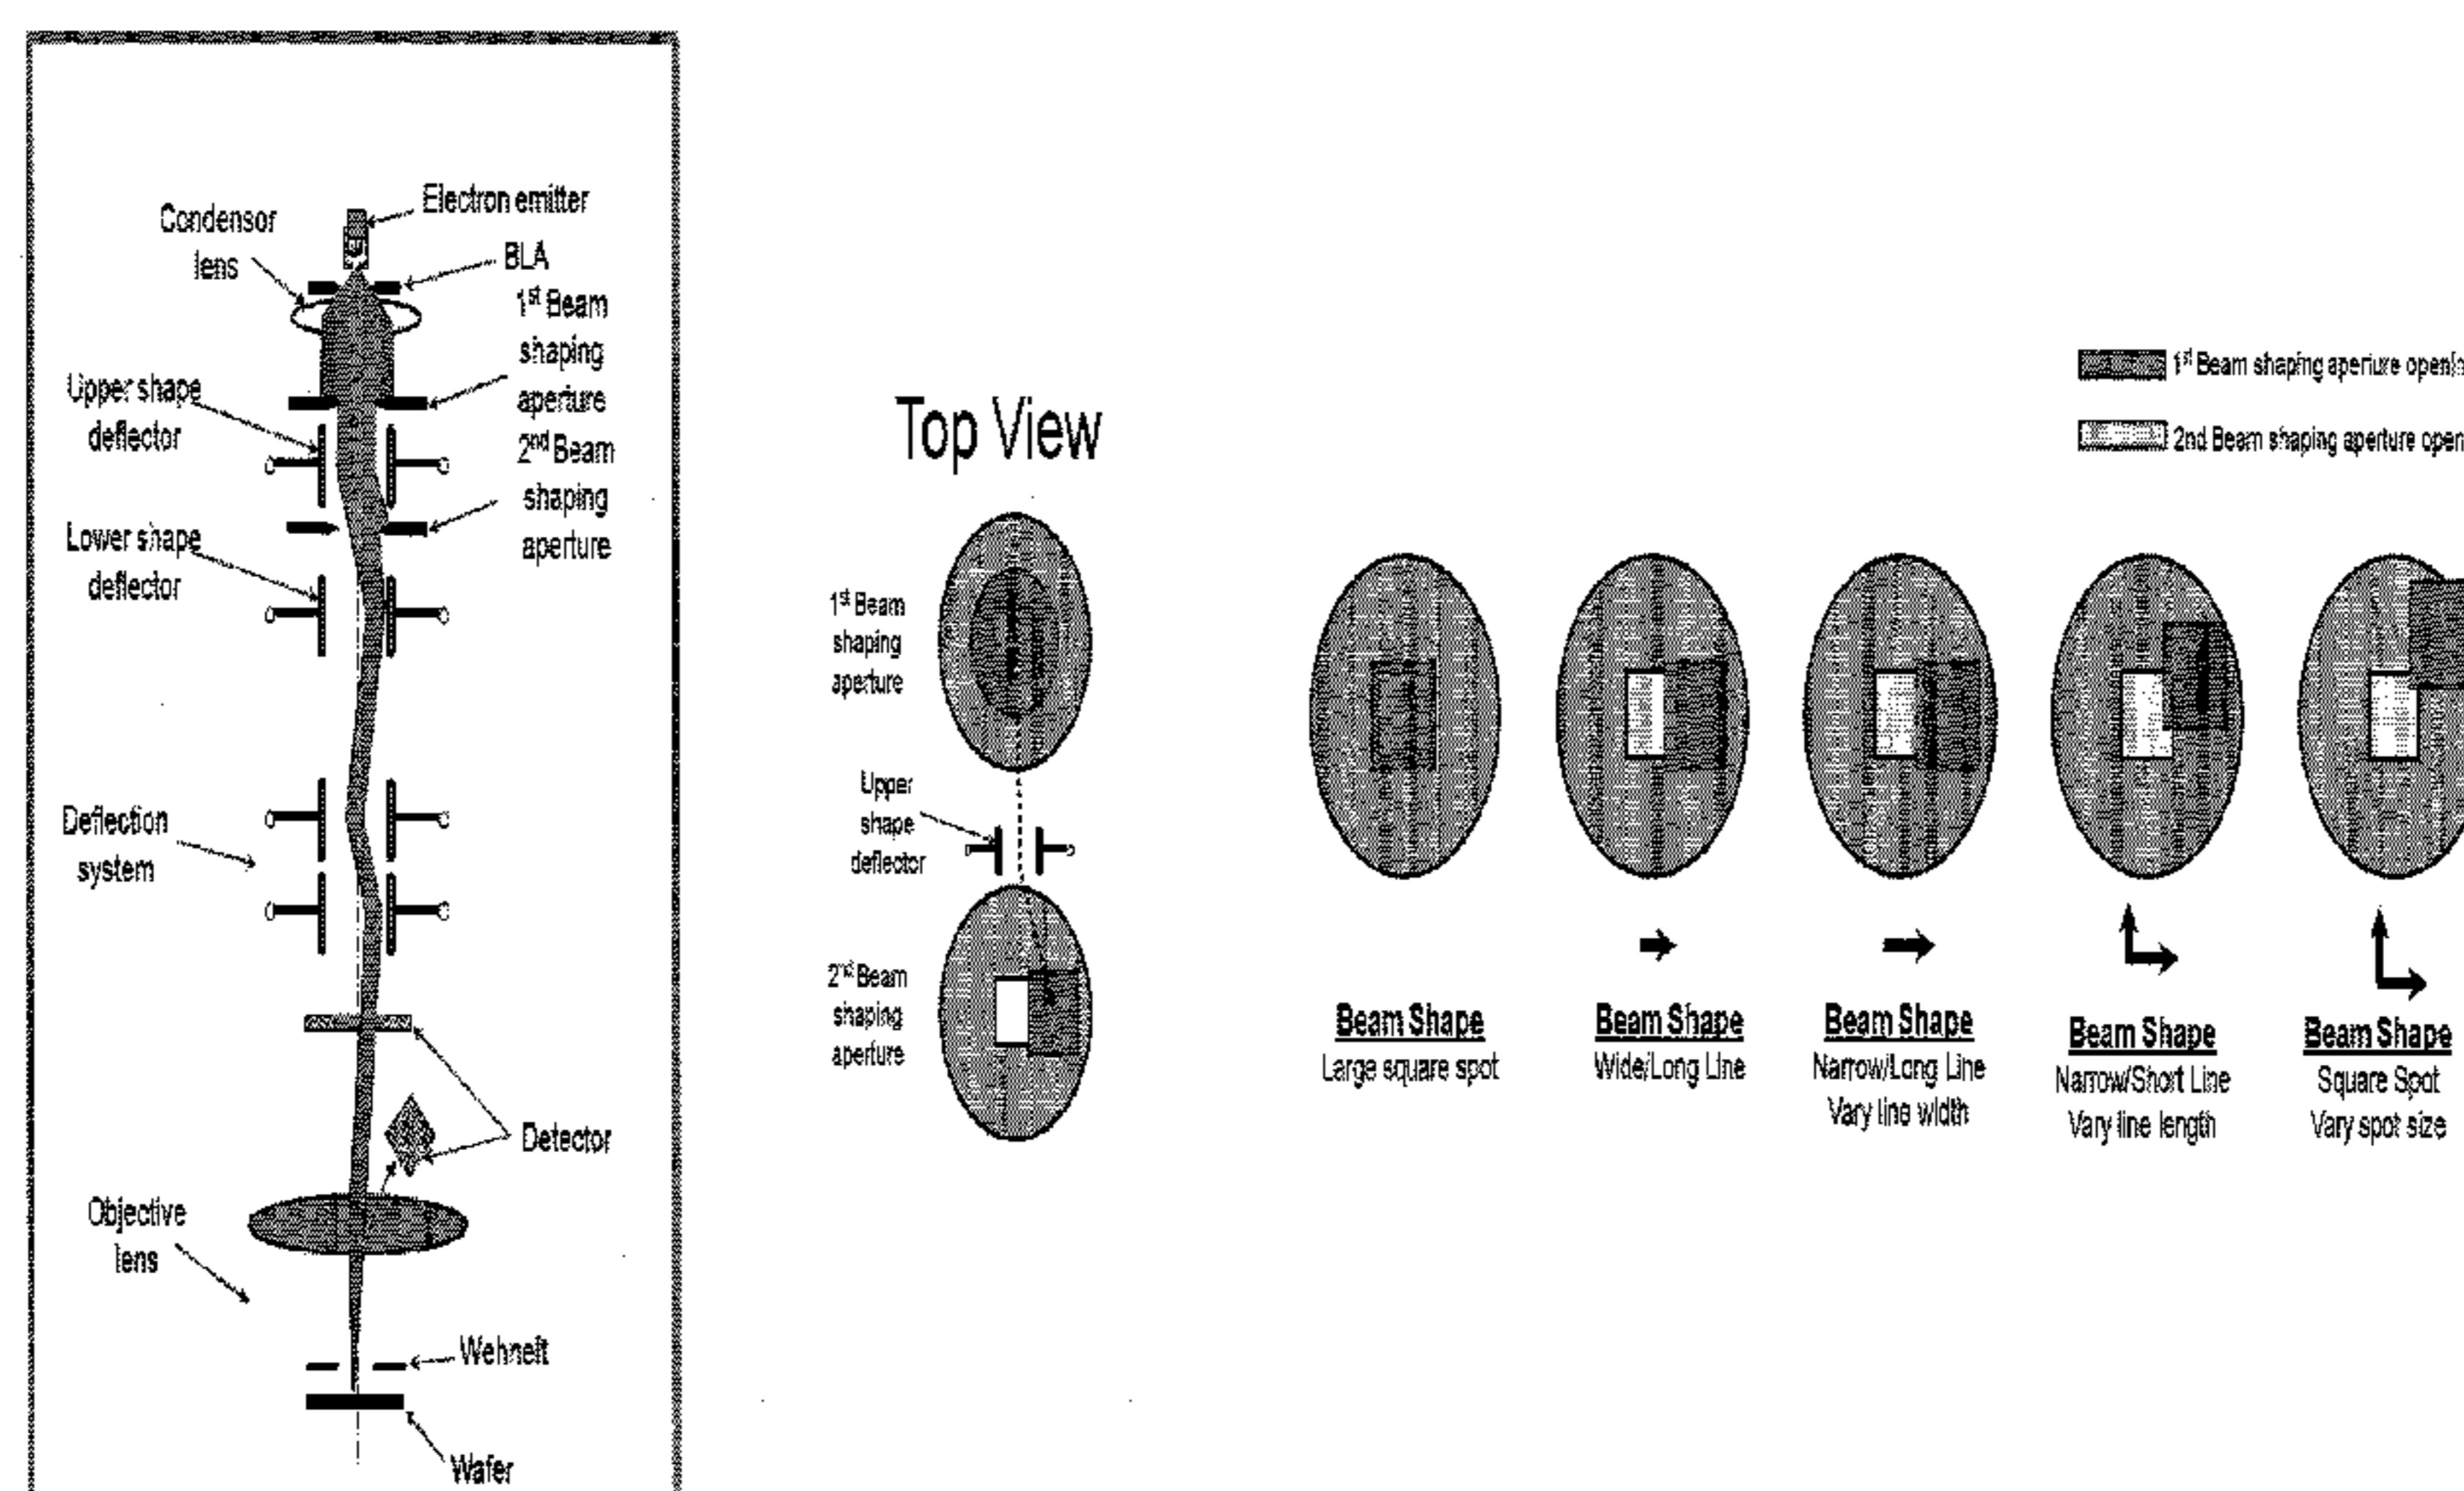 Electron emitter
Condensor
lens
BLA
1st Beam
shaping
aperture
Upper shape
deflector
2nd Beam
shaping
aperture
Lower shape
deflector
Deflection
system
Detector
Objective
lens
Wehnelt
Wafer
Top View
1st Beam
shaping
aperture
Upper
shape
deflector
2nd Beam
shaping
aperture
1st Beam shaping aperture
2nd Beam shaping aperture open
Beam Shape
Large square spot
Beam Shape
Wide/Long Line
Beam Shape
Narrow/Long Line
Vary line width
Beam Shape
Narrow/Short Line
Vary line length
Beam Shape
Square Spot
Vary spot size